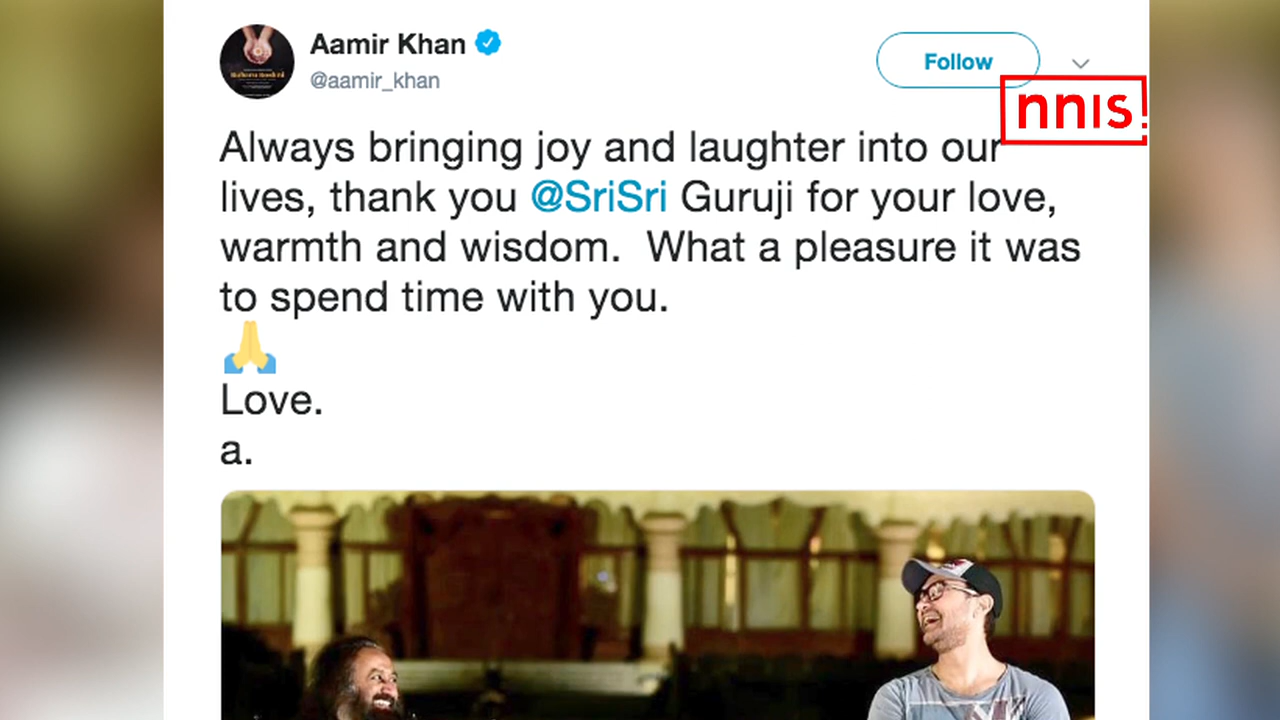 Aamir Khan
@aamir_khan
Follow
nnis
Always bringing joy and laughter into our
lives, thank you @SriSri Guruji for your love,
warmth and wisdom.  What a pleasure it was
to spend time with you.
🙏
Love.
a.